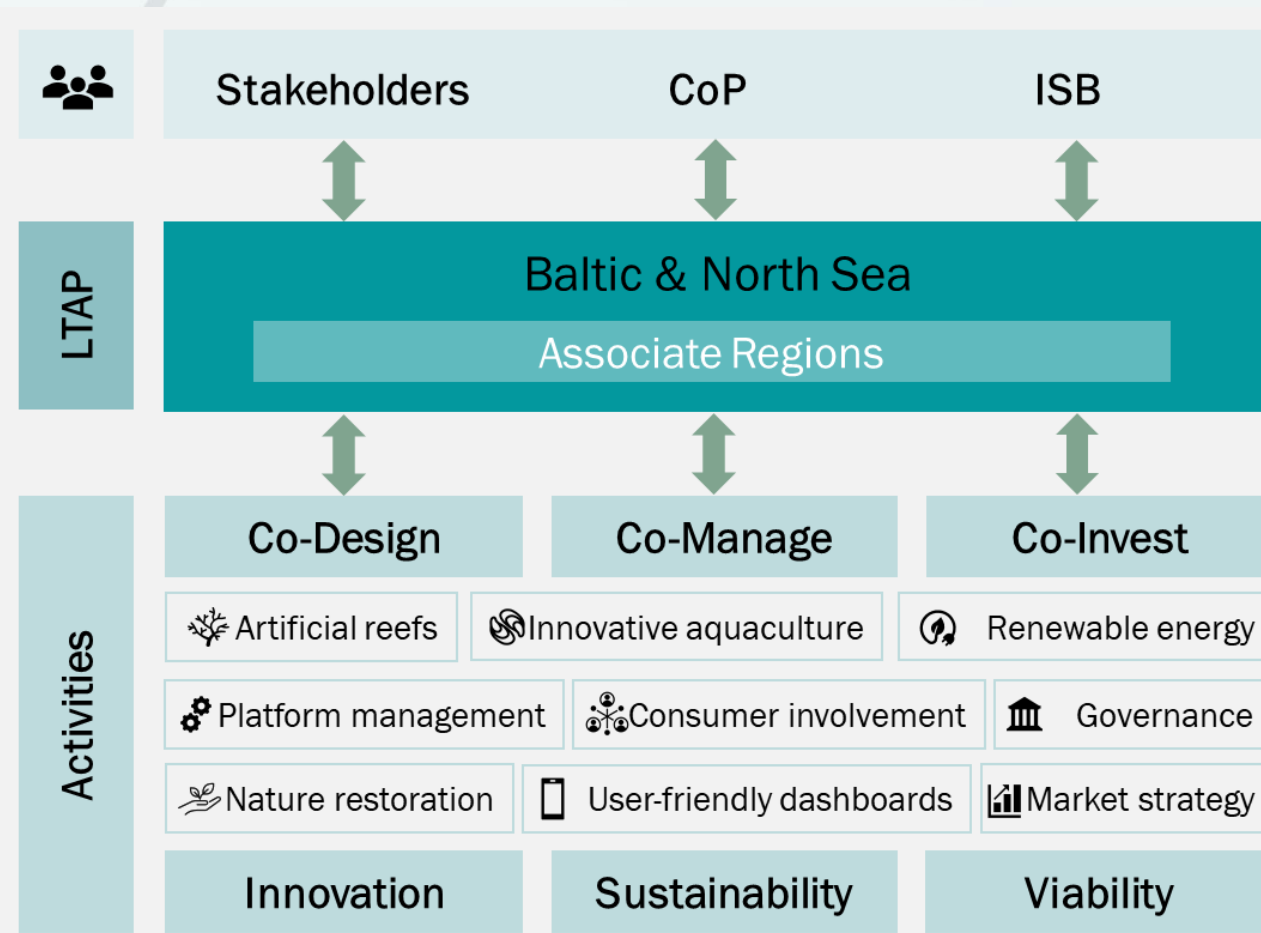 Stakeholders CoP ISB
LTAP
Baltic & North Sea
Associate Regions
Activities
Co-Design Co-Manage Co-Invest
Artificial reefs Innovative aquaculture Renewable energy
Platform management Consumer involvement Governance
Nature restoration User-friendly dashboards Market strategy
Innovation Sustainability Viability